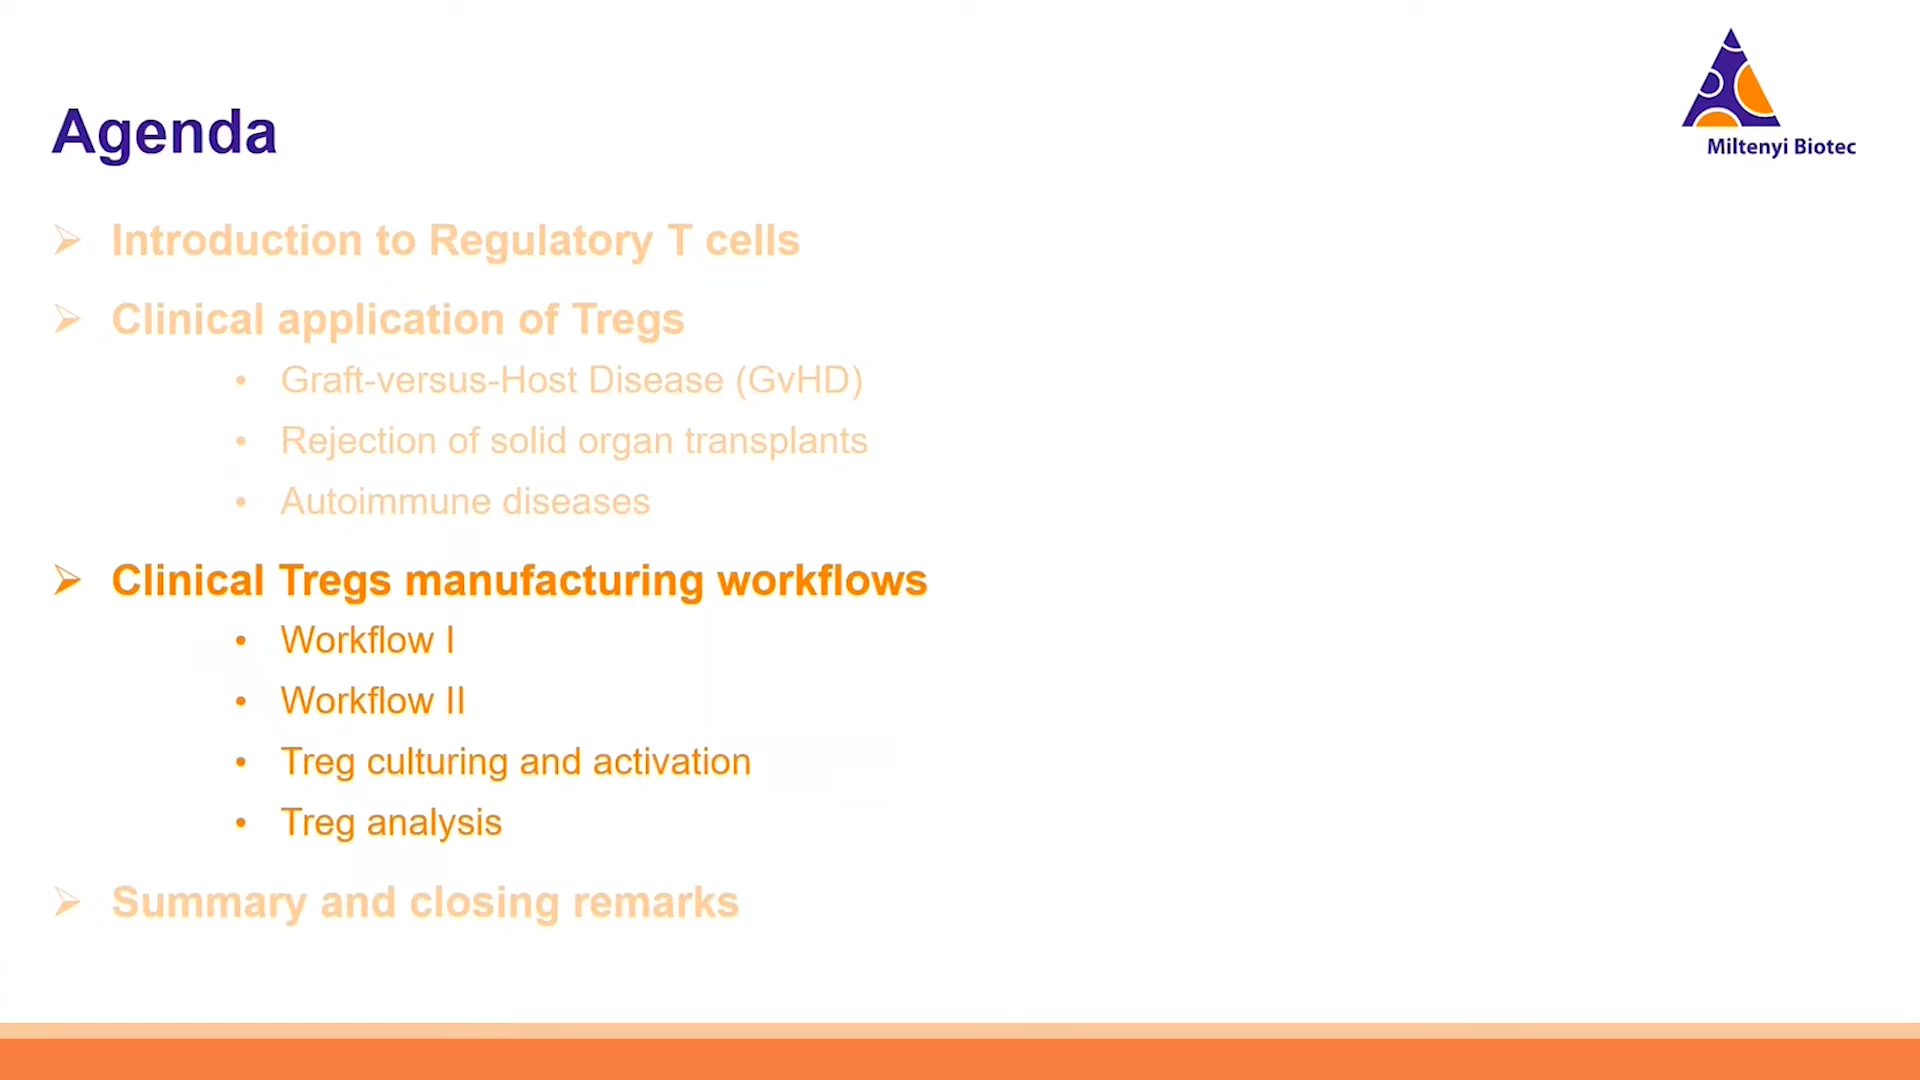 Miltenyi Biotec
Agenda
Introduction to Regulatory T cells
Clinical application of Tregs
Graft-versus-Host Disease (GvHD)
Rejection of solid organ transplants
Autoimmune diseases
Clinical Tregs manufacturing workflows
Workflow I
Workflow II
Treg culturing and activation
Treg analysis
Summary and closing remarks